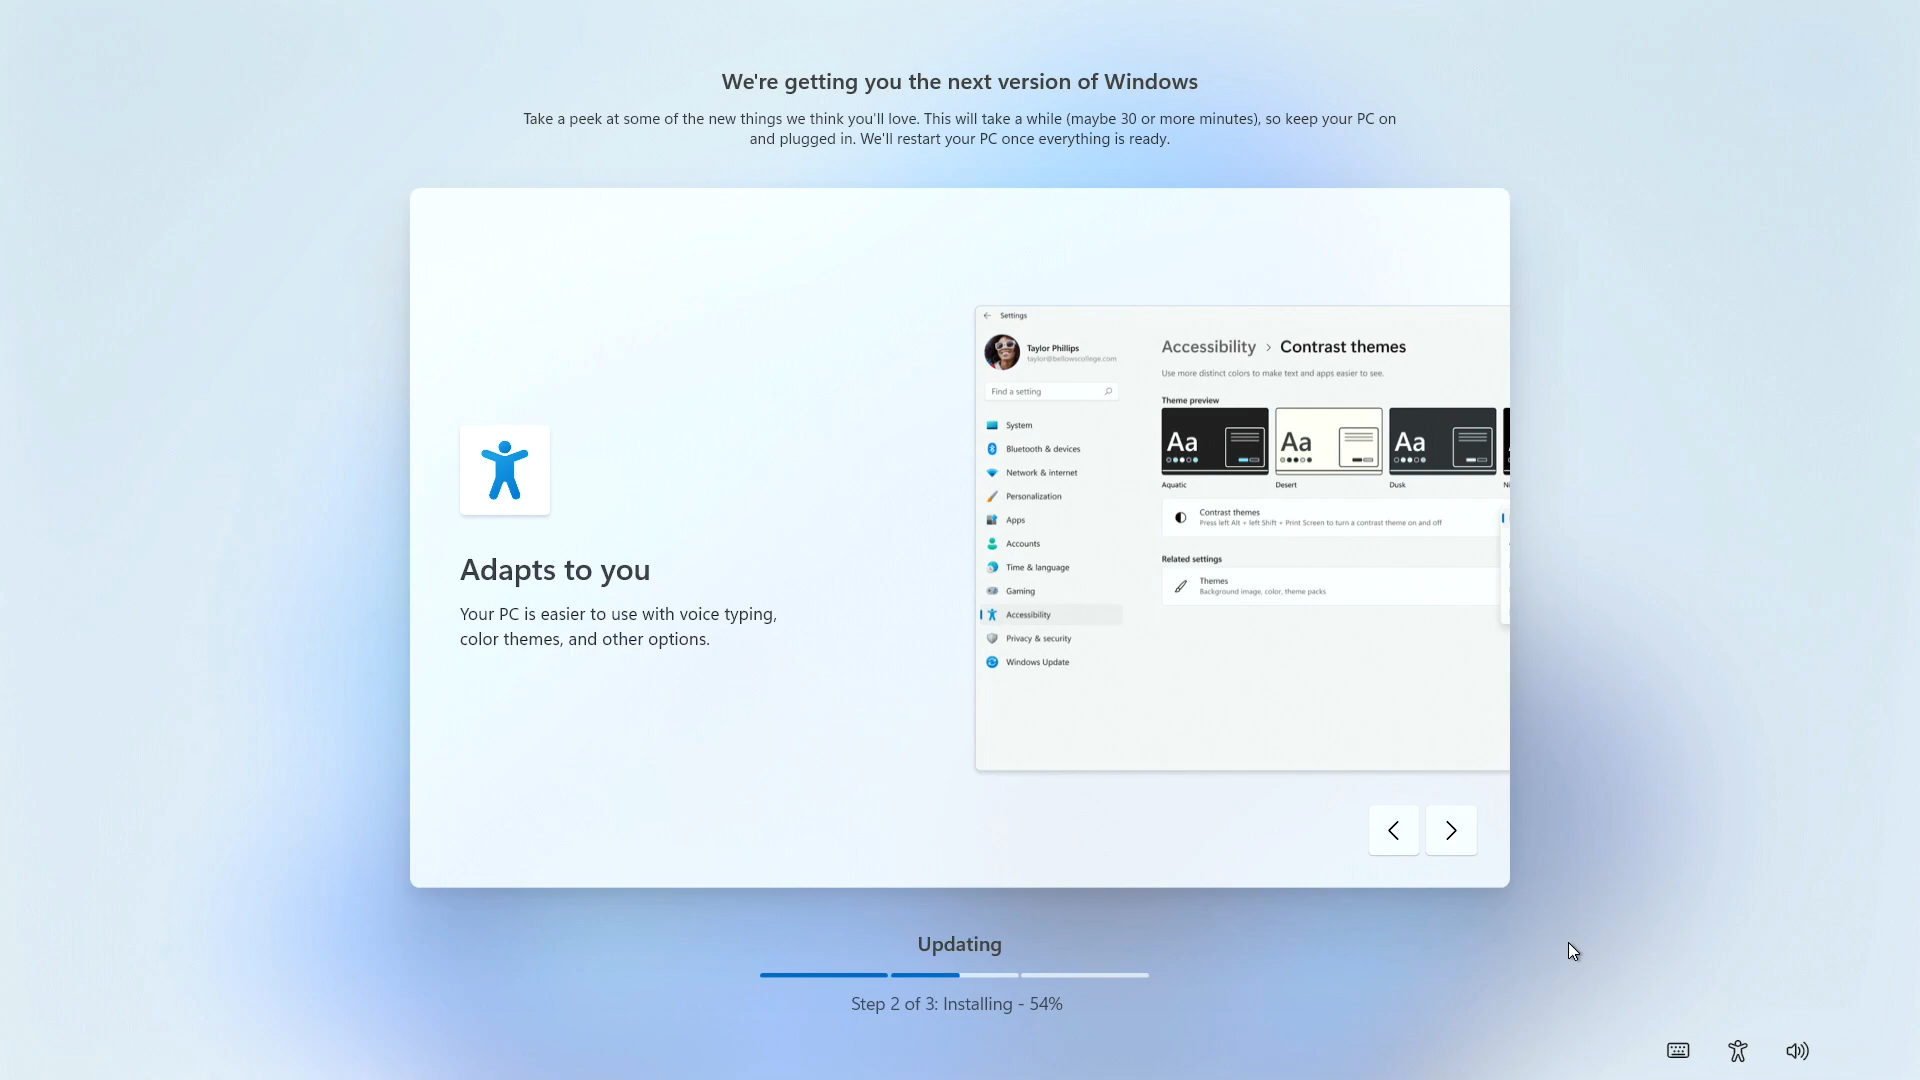 We're getting you the next version of Windows
Take a peek at some of the new things we think you'll love. This will take a while (maybe 30 or more minutes), so keep your PC on
and plugged in. We'll restart your PC once everything is ready.
Settings
Taylor Phillips
taylor@bellowscollege.com
Find a setting
System
Bluetooth & devices
Network & internet
Personalization
Apps
Accounts
Time & language
Gaming
Accessibility
Privacy & security
Windows Update
Accessibility > Contrast themes
Use more distinct colors to make text and apps easier to see.
Theme preview
Aa Aa Aa
Aquatic Desert Dusk
Contrast themes
Press left Alt + left Shift + Print Screen to turn a contrast theme on and off
Related settings
Themes
Background image, color, theme packs
Adapts to you
Your PC is easier to use with voice typing,
color themes, and other options.
Updating
Step 2 of 3: Installing - 54%